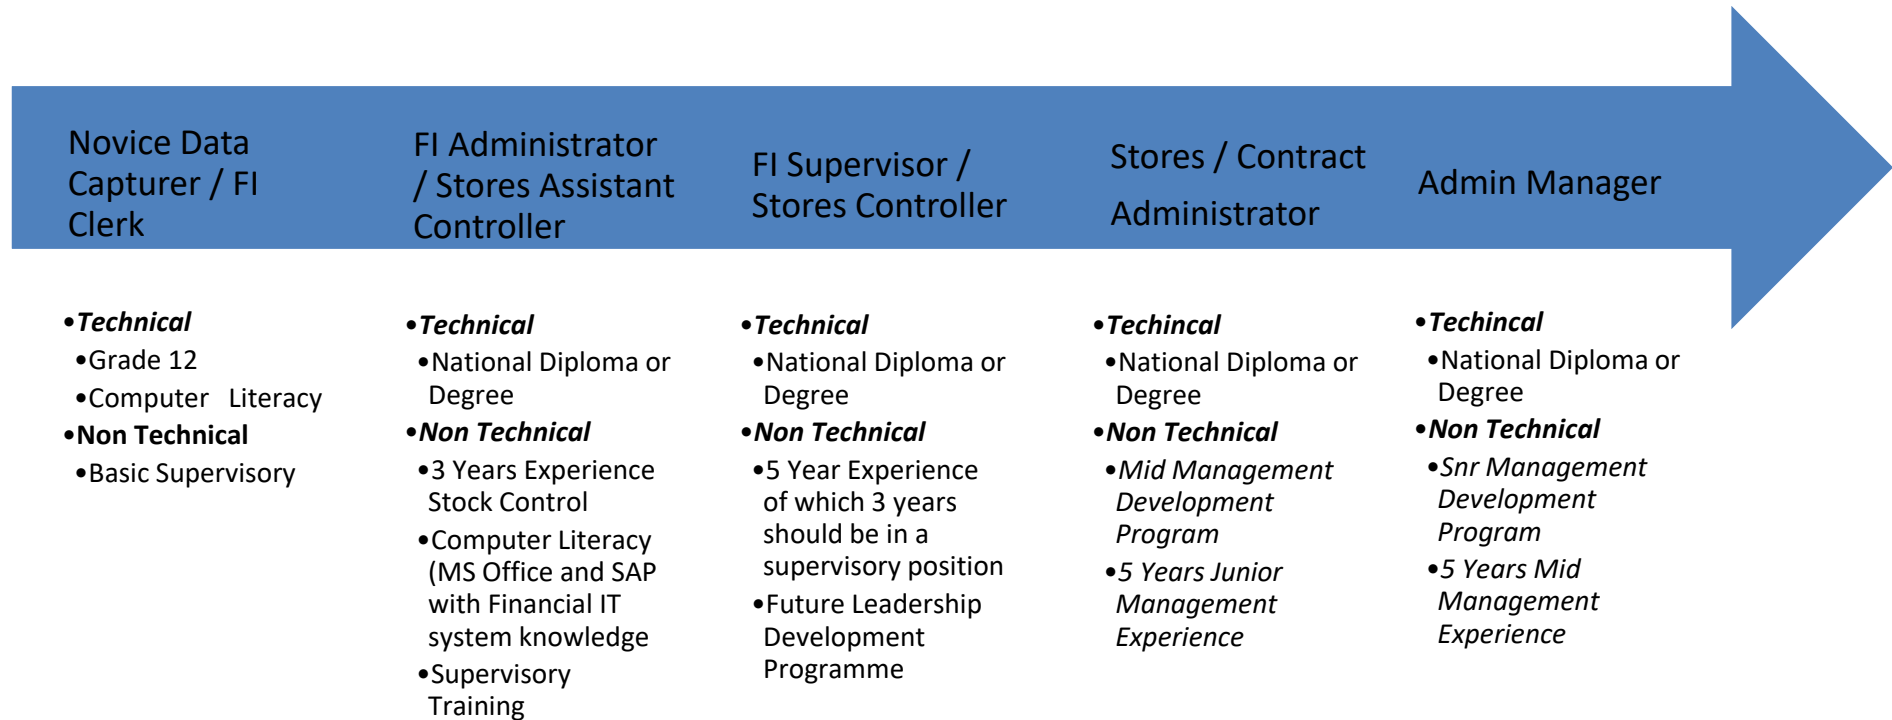 Novice Data
Capturer / FI
Clerk
FI Administrator
/ Stores Assistant
Controller
FI Supervisor /
Stores Controller
Stores / Contract
Administrator
Admin Manager
•Technical
•Grade 12
•Computer Literacy
•Non Technical
•Basic Supervisory
•Technical
•National Diploma or
Degree
•Non Technical
•3 Years Experience
Stock Control
•Computer Literacy
(MS Office and SAP
with Financial IT
system knowledge
•Supervisory
Training
•Technical
•National Diploma or
Degree
•Non Technical
•5 Year Experience
of which 3 years
should be in a
supervisory position
•Future Leadership
Development
Programme
•Techincal
•National Diploma or
Degree
•Non Technical
•Mid Management
Development
Program
•5 Years Junior
Management
Experience
•Techincal
•National Diploma or
Degree
•Non Technical
•Snr Management
Development
Program
•5 Years Mid
Management
Experience